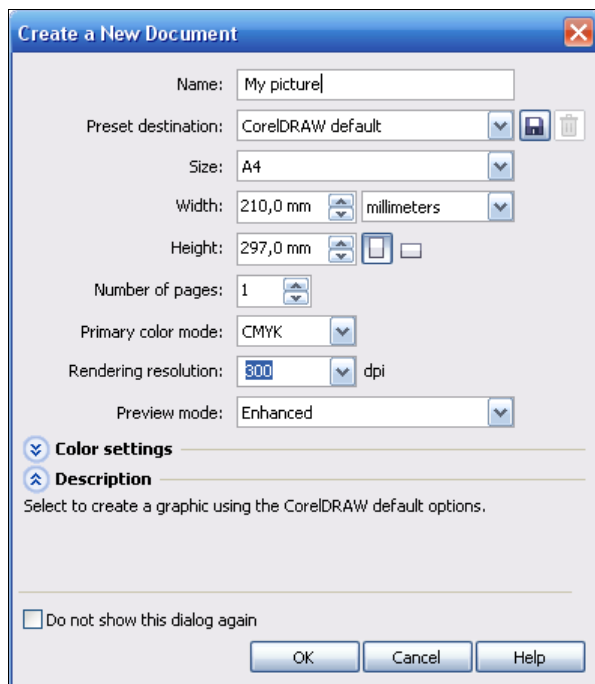 Create a New Document
Name: My picture
Preset destination: CorelDRAW default
Size: A4
Width: 210,0 mm millimeters
Height: 297,0 mm
Number of pages: 1
Primary color mode: CMYK
Rendering resolution: 300 dpi
Preview mode: Enhanced
Color settings
Description
Select to create a graphic using the CorelDRAW default options.
Do not show this dialog again
OK Cancel Help